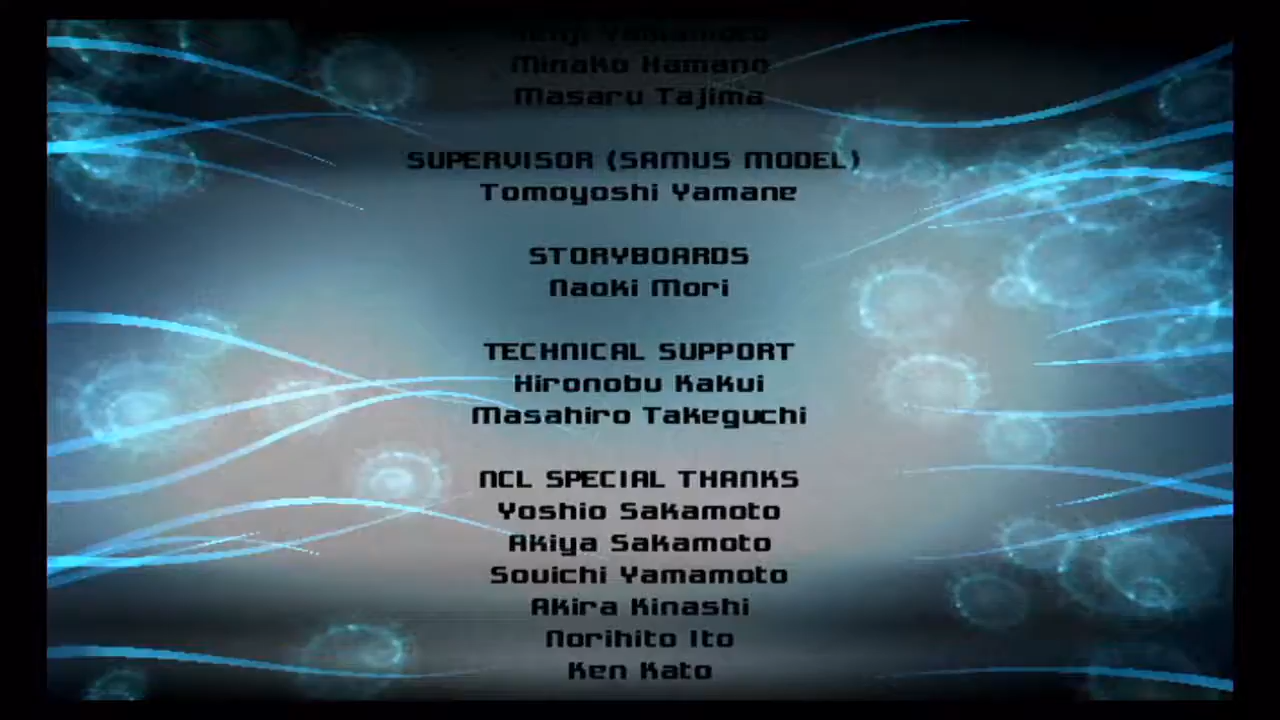 Minako Hamano
Masaru Tajima
SUPERVISOR (SAMUS MODEL)
Tomoyoshi Yamane
STORYBOARDS
Naoki Mori
TECHNICAL SUPPORT
Hironobu Kakui
Masahiro Takeguchi
NCL SPECIAL THANKS
Yoshio Sakamoto
Akiya Sakamoto
Souichi Yamamoto
Akira Kinashi
Norihito Ito
Ken Kato